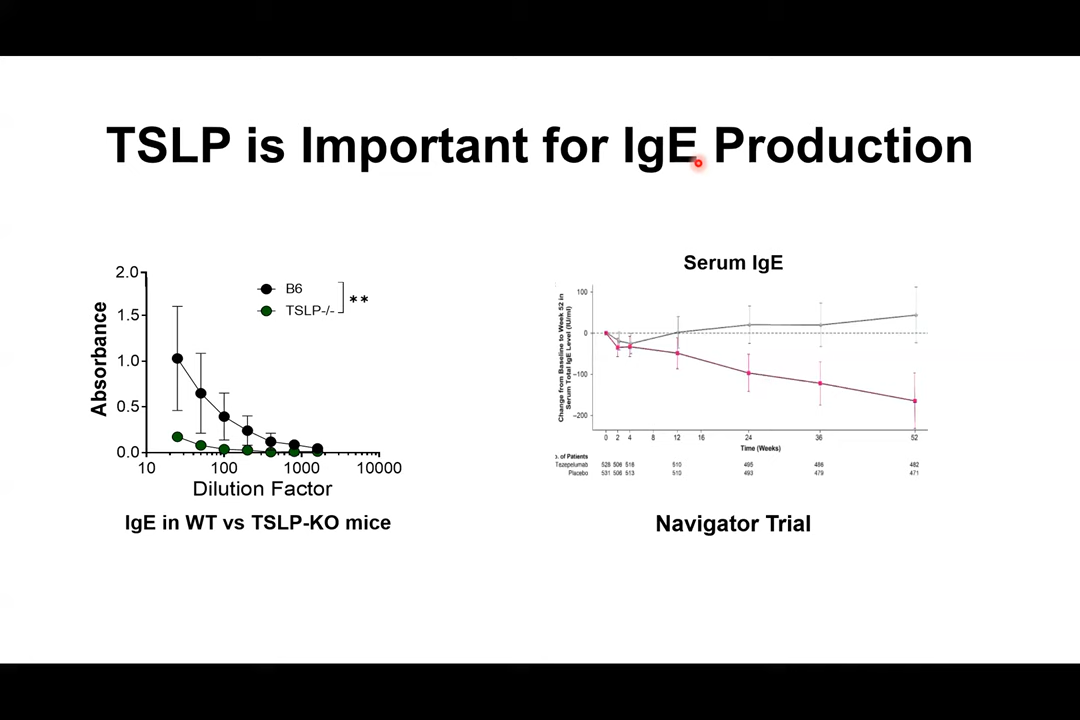 TSLP is Important for IgE Production
2.0
1.5
1.0
0.5
0.0
Absorbance
B6
TSLP-/-
**
10
100
1000
10000
Dilution Factor
IgE in WT vs TSLP-KO mice
Serum IgE
Change from Baseline to Week 52 in
Serum Total IgE Level (IU/ml)
100
0
−100
−200
0 2 4 8 12 16 24 36 52
Time (Weeks)
o. of Patients
Tezepelumab 528 506 518 510 495 486 482
Placebo 531 506 513 510 493 479 471
Navigator Trial